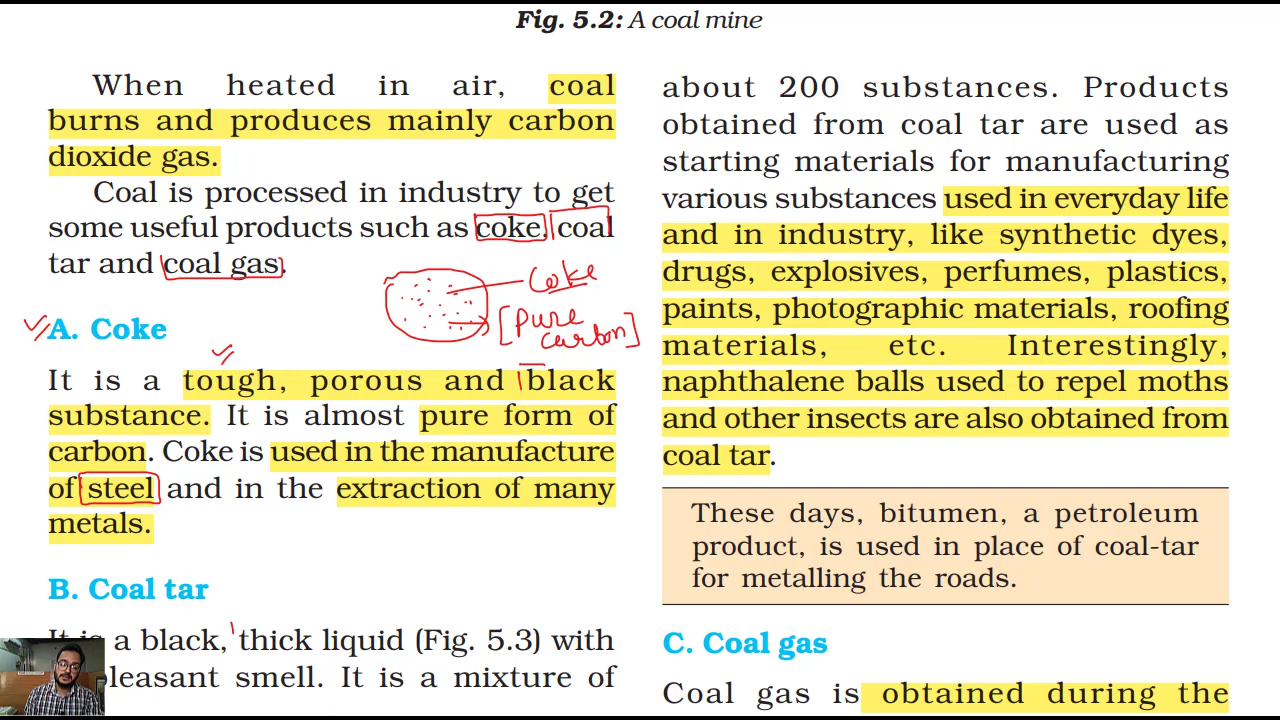 Fig. 5.2: A coal mine
When heated in air, coal
burns and produces mainly carbon
dioxide gas.
Coal is processed in industry to get
some useful products such as coke, coal
tar and coal gas.
Coke
[Pure
carbon]
A. Coke
It is a tough, porous and black
substance. It is almost pure form of
carbon. Coke is used in the manufacture
of steel and in the extraction of many
metals.
B. Coal tar
It is a black, thick liquid (Fig. 5.3) with
leasant smell. It is a mixture of
about 200 substances. Products
obtained from coal tar are used as
starting materials for manufacturing
various substances used in everyday life
and in industry, like synthetic dyes,
drugs, explosives, perfumes, plastics,
paints, photographic materials, roofing
materials, etc. Interestingly,
naphthalene balls used to repel moths
and other insects are also obtained from
coal tar.
These days, bitumen, a petroleum
product, is used in place of coal-tar
for metalling the roads.
C. Coal gas
Coal gas is obtained during the